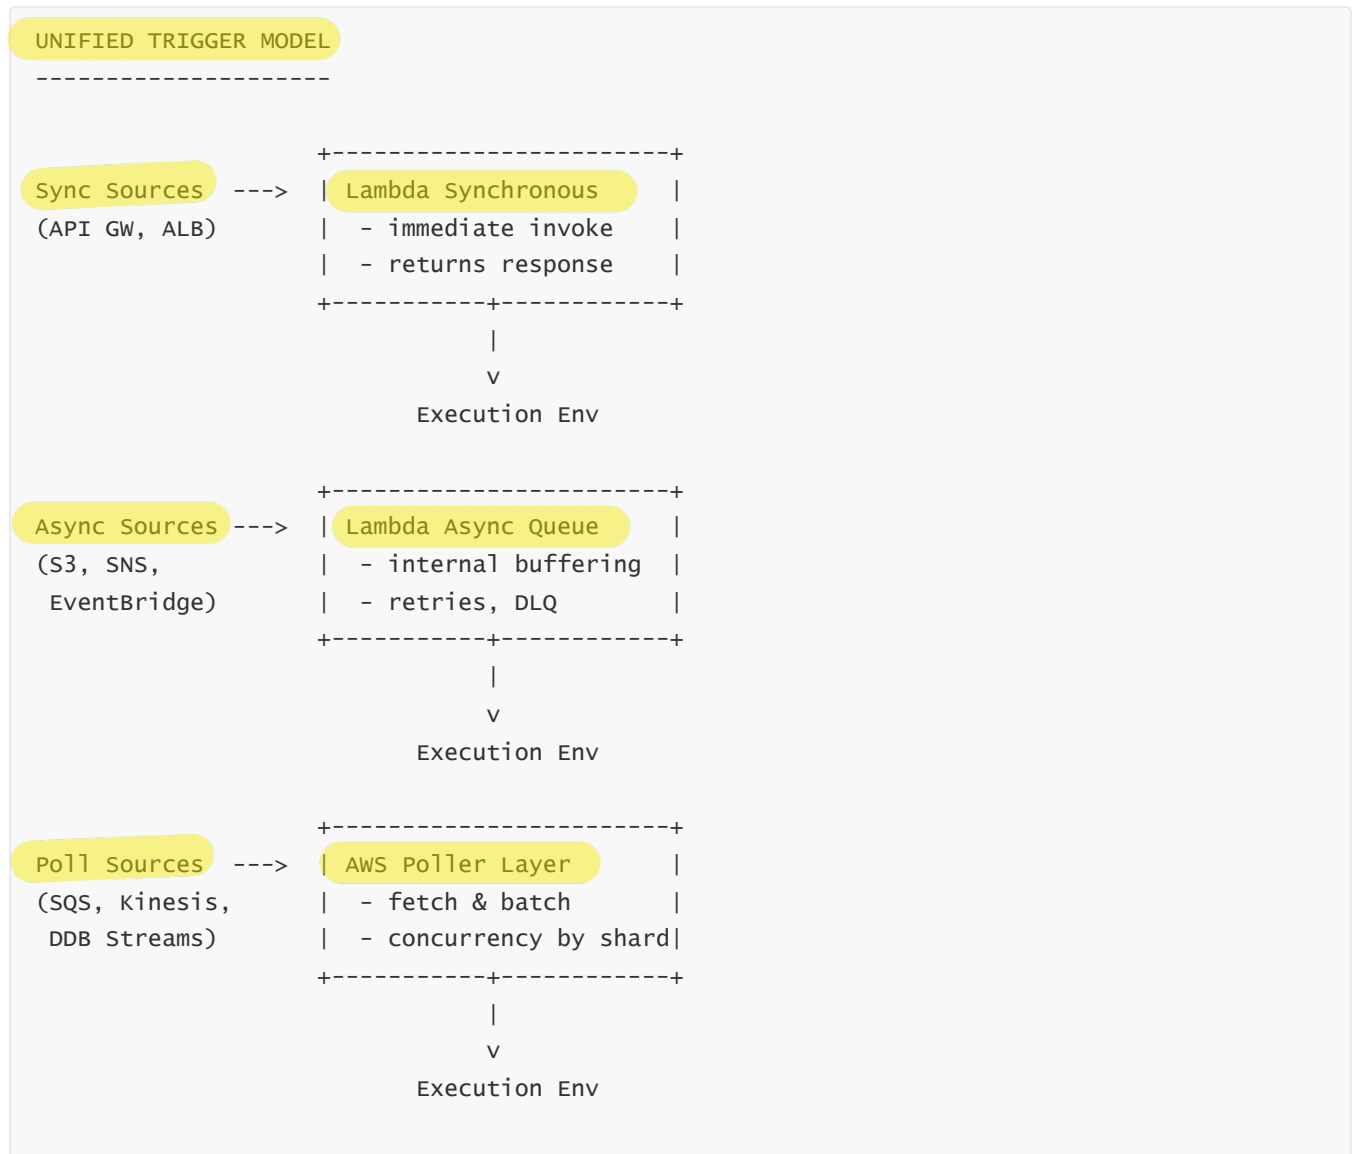 UNIFIED TRIGGER MODEL
---------------------
+------------------------+
Sync Sources ---> | Lambda Synchronous |
(API GW, ALB) | - immediate invoke |
| - returns response |
+-----------+------------+
|
v
Execution Env
+------------------------+
Async Sources ---> | Lambda Async Queue |
(S3, SNS, | - internal buffering |
EventBridge) | - retries, DLQ |
+-----------+------------+
|
v
Execution Env
+------------------------+
Poll Sources ---> | AWS Poller Layer |
(SQS, Kinesis, | - fetch & batch |
DDB Streams) | - concurrency by shard|
+-----------+------------+
|
v
Execution Env